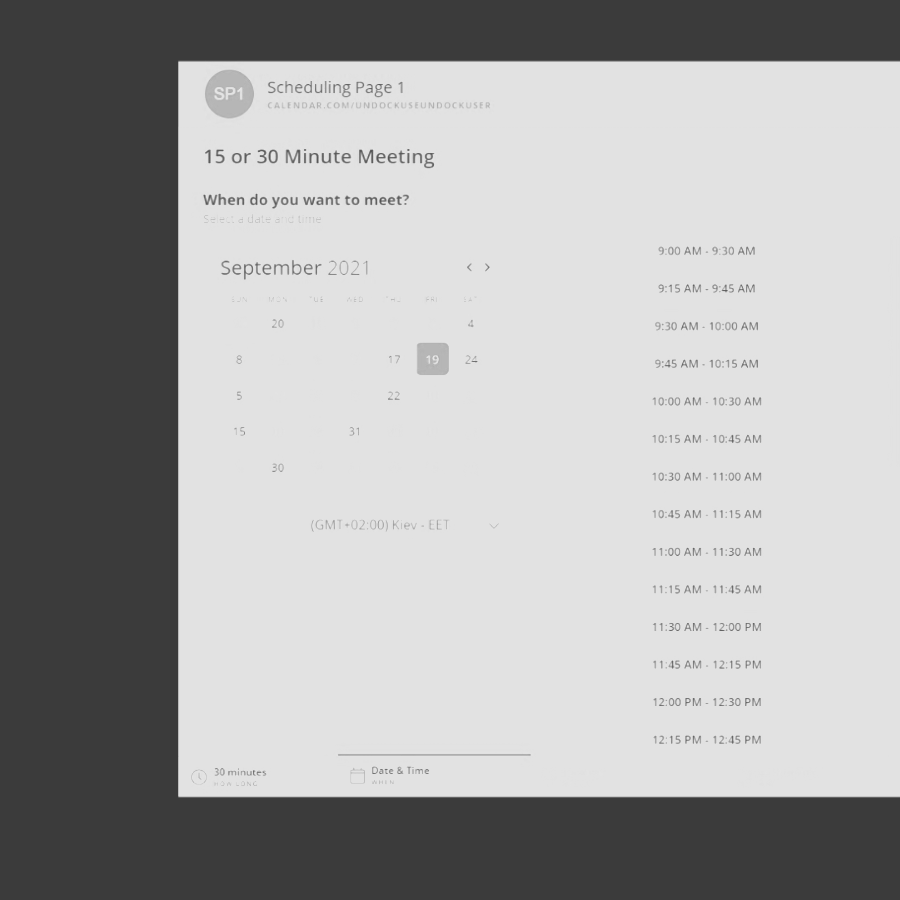 SP1
Scheduling Page 1
CALENDAR.COM/UNDOCKUSEUNDOCKUSER
15 or 30 Minute Meeting
When do you want to meet?
Select a date and time
September 2021
SUN MON TUE WED THU FRI SAT
20 4
8 17 19 24
5 22
15 31
30
(GMT+02:00) Kiev - EET
9:00 AM - 9:30 AM
9:15 AM - 9:45 AM
9:30 AM - 10:00 AM
9:45 AM - 10:15 AM
10:00 AM - 10:30 AM
10:15 AM - 10:45 AM
10:30 AM - 11:00 AM
10:45 AM - 11:15 AM
11:00 AM - 11:30 AM
11:15 AM - 11:45 AM
11:30 AM - 12:00 PM
11:45 AM - 12:15 PM
12:00 PM - 12:30 PM
12:15 PM - 12:45 PM
30 minutes
HOW LONG
Date & Time
WHEN